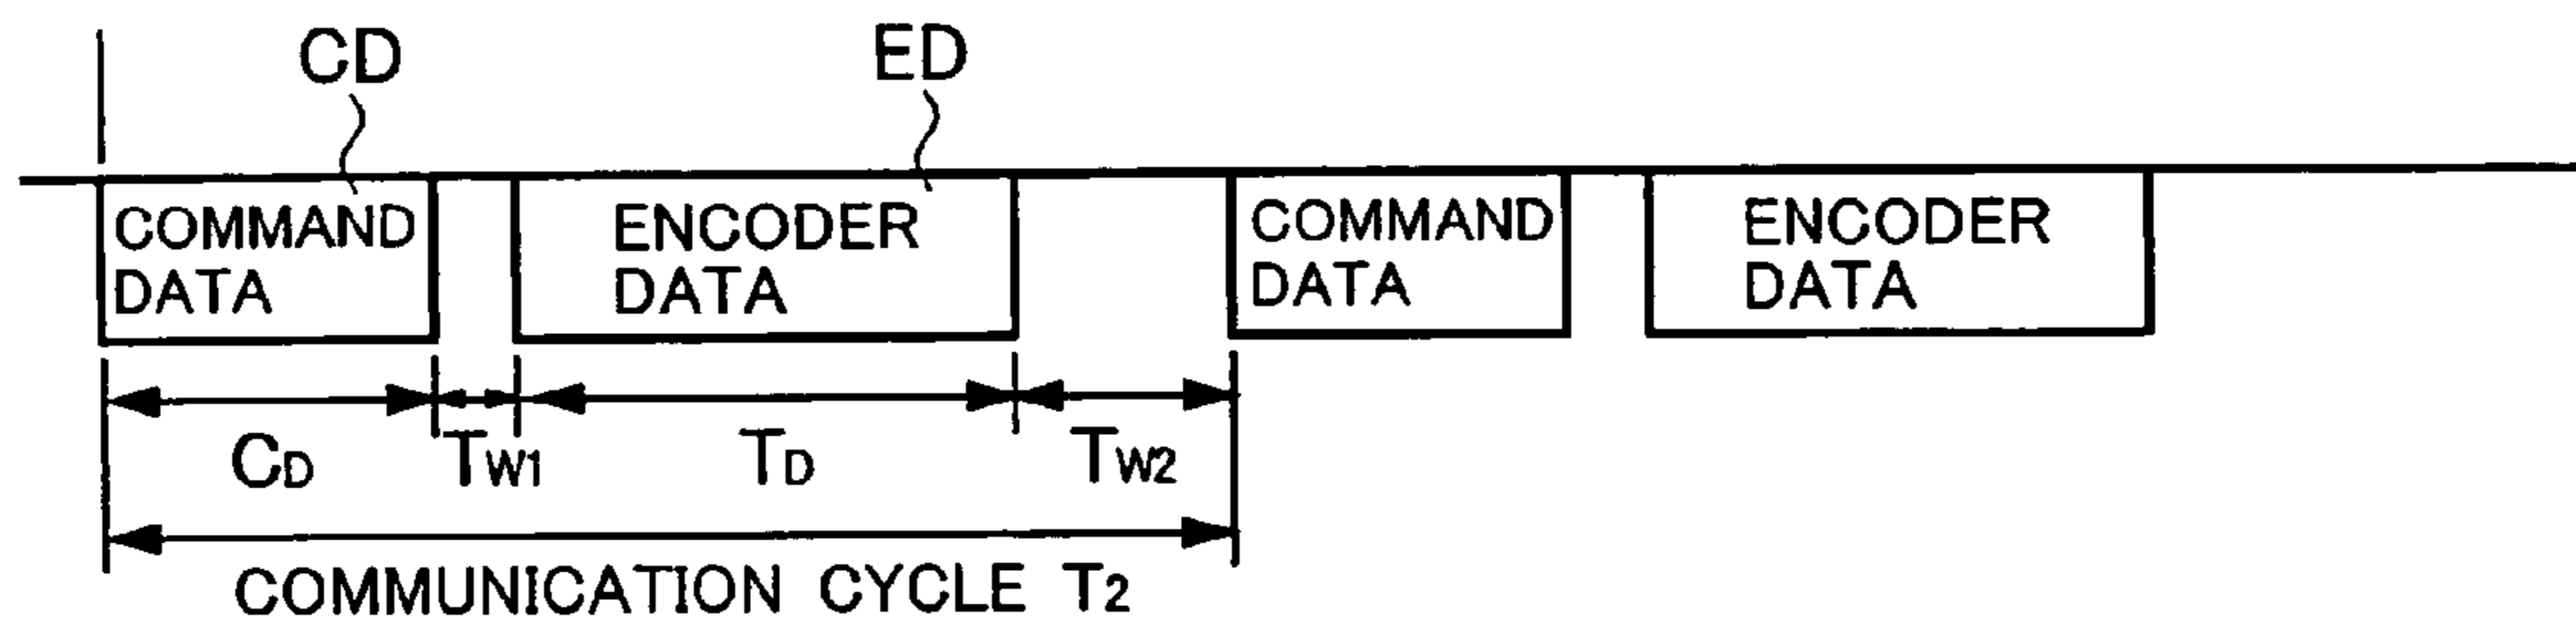 CD ED
COMMAND DATA ENCODER DATA COMMAND DATA ENCODER DATA
CD TW1 TD TW2
COMMUNICATION CYCLE T2